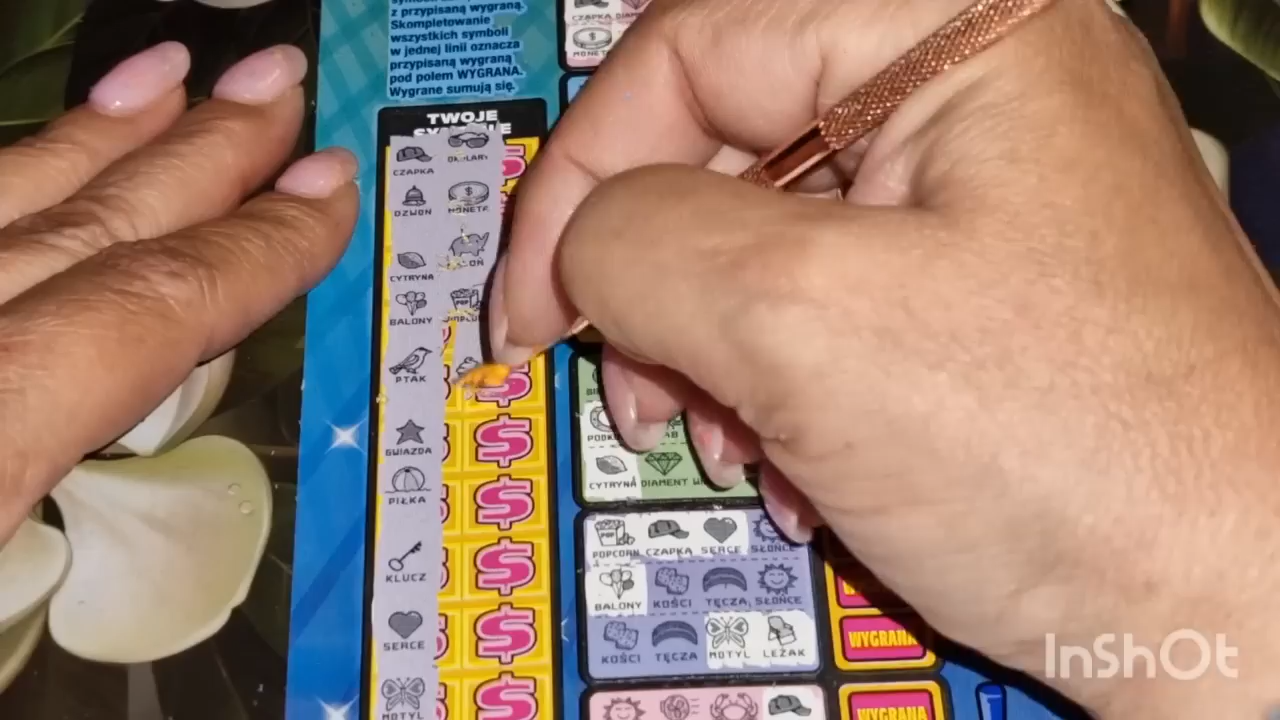 z przypisaną wygraną.
Skompletowanie
wszystkich symboli
w jednej linii oznacza
przypisaną wygraną
pod polem WYGRANA.
Wygrane sumują się.
TWOJE
CZAPKA
CZAPKA
DZWON
CYTRYNA
BALONY
PTAK
GWIAZDA
PIŁKA
KLUCZ
SERCE
MOTYL
$
$
$
$
$
$
$
CYTRYNA DIAMENT
POPCORN CZAPKA SERCE SŁOŃCE
BALONY KOŚCI TĘCZA SŁOŃCE
KOŚCI TĘCZA MOTYL LEŻAK
WYGRANA
WYGRANA
InShOt